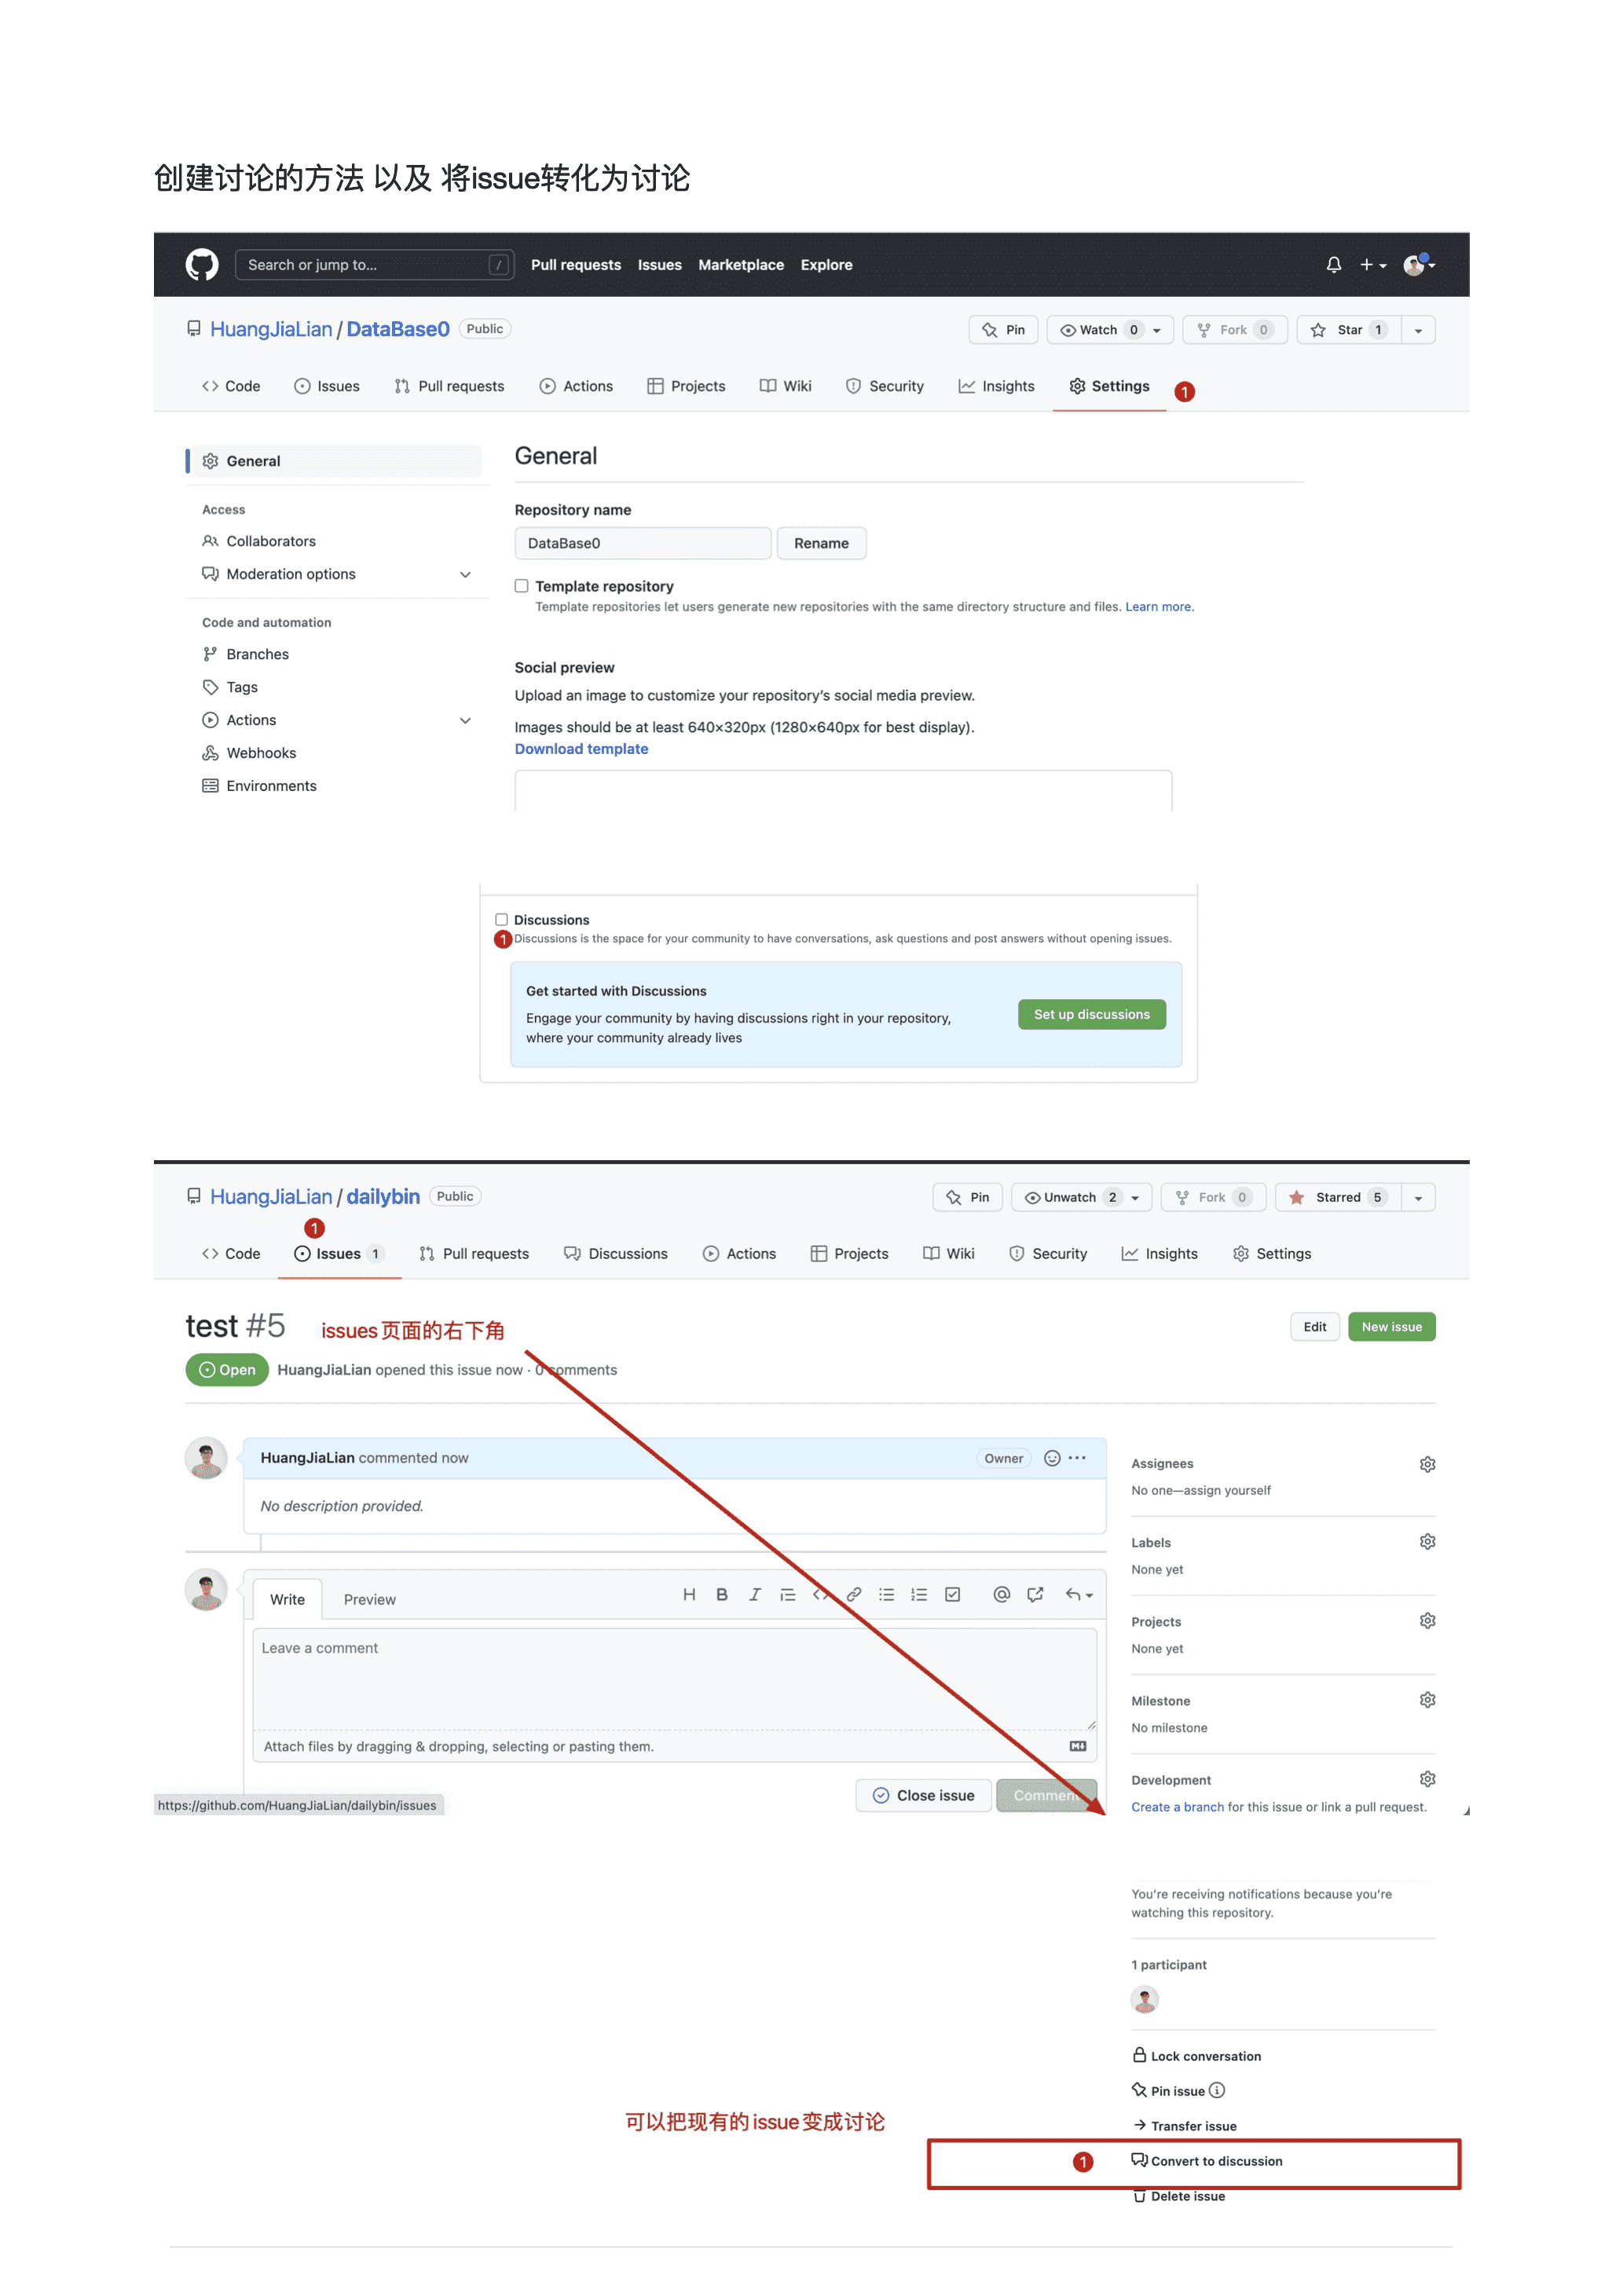 创建讨论的方法 以及 将issue转化为讨论
Search or jump to... / Pull requests Issues Marketplace Explore
HuangJiaLian / DataBase0 Public Pin Watch 0 Fork 0 Star 1
Code Issues Pull requests Actions Projects Wiki Security Insights Settings 1
General
General
Access
Collaborators
Moderation options
Code and automation
Branches
Tags
Actions
Webhooks
Environments
Repository name
DataBase0 Rename
Template repository
Template repositories let users generate new repositories with the same directory structure and files. Learn more.
Social preview
Upload an image to customize your repository's social media preview.
Images should be at least 640×320px (1280×640px for best display).
Download template
Discussions
1 Discussions is the space for your community to have conversations, ask questions and post answers without opening issues.
Get started with Discussions
Engage your community by having discussions right in your repository,
where your community already lives
Set up discussions
HuangJiaLian / dailybin Public Pin Unwatch 2 Fork 0 Starred 5
1
Code Issues 1 Pull requests Discussions Actions Projects Wiki Security Insights Settings
test #5 issues页面的右下角 Edit New issue
Open HuangJiaLian opened this issue now · 0 comments
HuangJiaLian commented now Owner
No description provided.
Write Preview H B I
Leave a comment
Attach files by dragging & dropping, selecting or pasting them.
Close issue Comment
https://github.com/HuangJiaLian/dailybin/issues
Assignees
No one—assign yourself
Labels
None yet
Projects
None yet
Milestone
No milestone
Development
Create a branch for this issue or link a pull request.
You're receiving notifications because you're
watching this repository.
1 participant
Lock conversation
Pin issue
Transfer issue
可以把现有的issue变成讨论
1 Convert to discussion
Delete issue